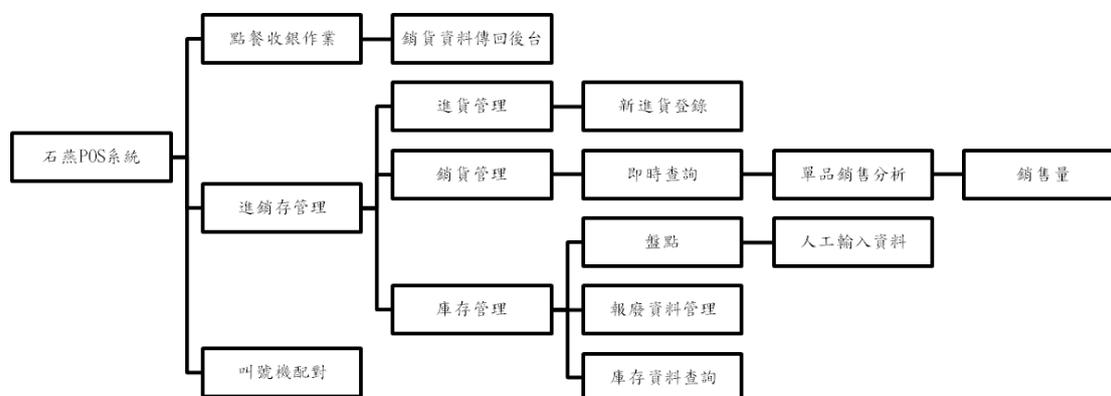 點餐收銀作業
銷貨資料傳回後台
進貨管理
新進貨登錄
石燕POS系統
銷貨管理
即時查詢
單品銷售分析
銷售量
進銷存管理
盤點
人工輸入資料
庫存管理
報廢資料管理
叫號機配對
庫存資料查詢